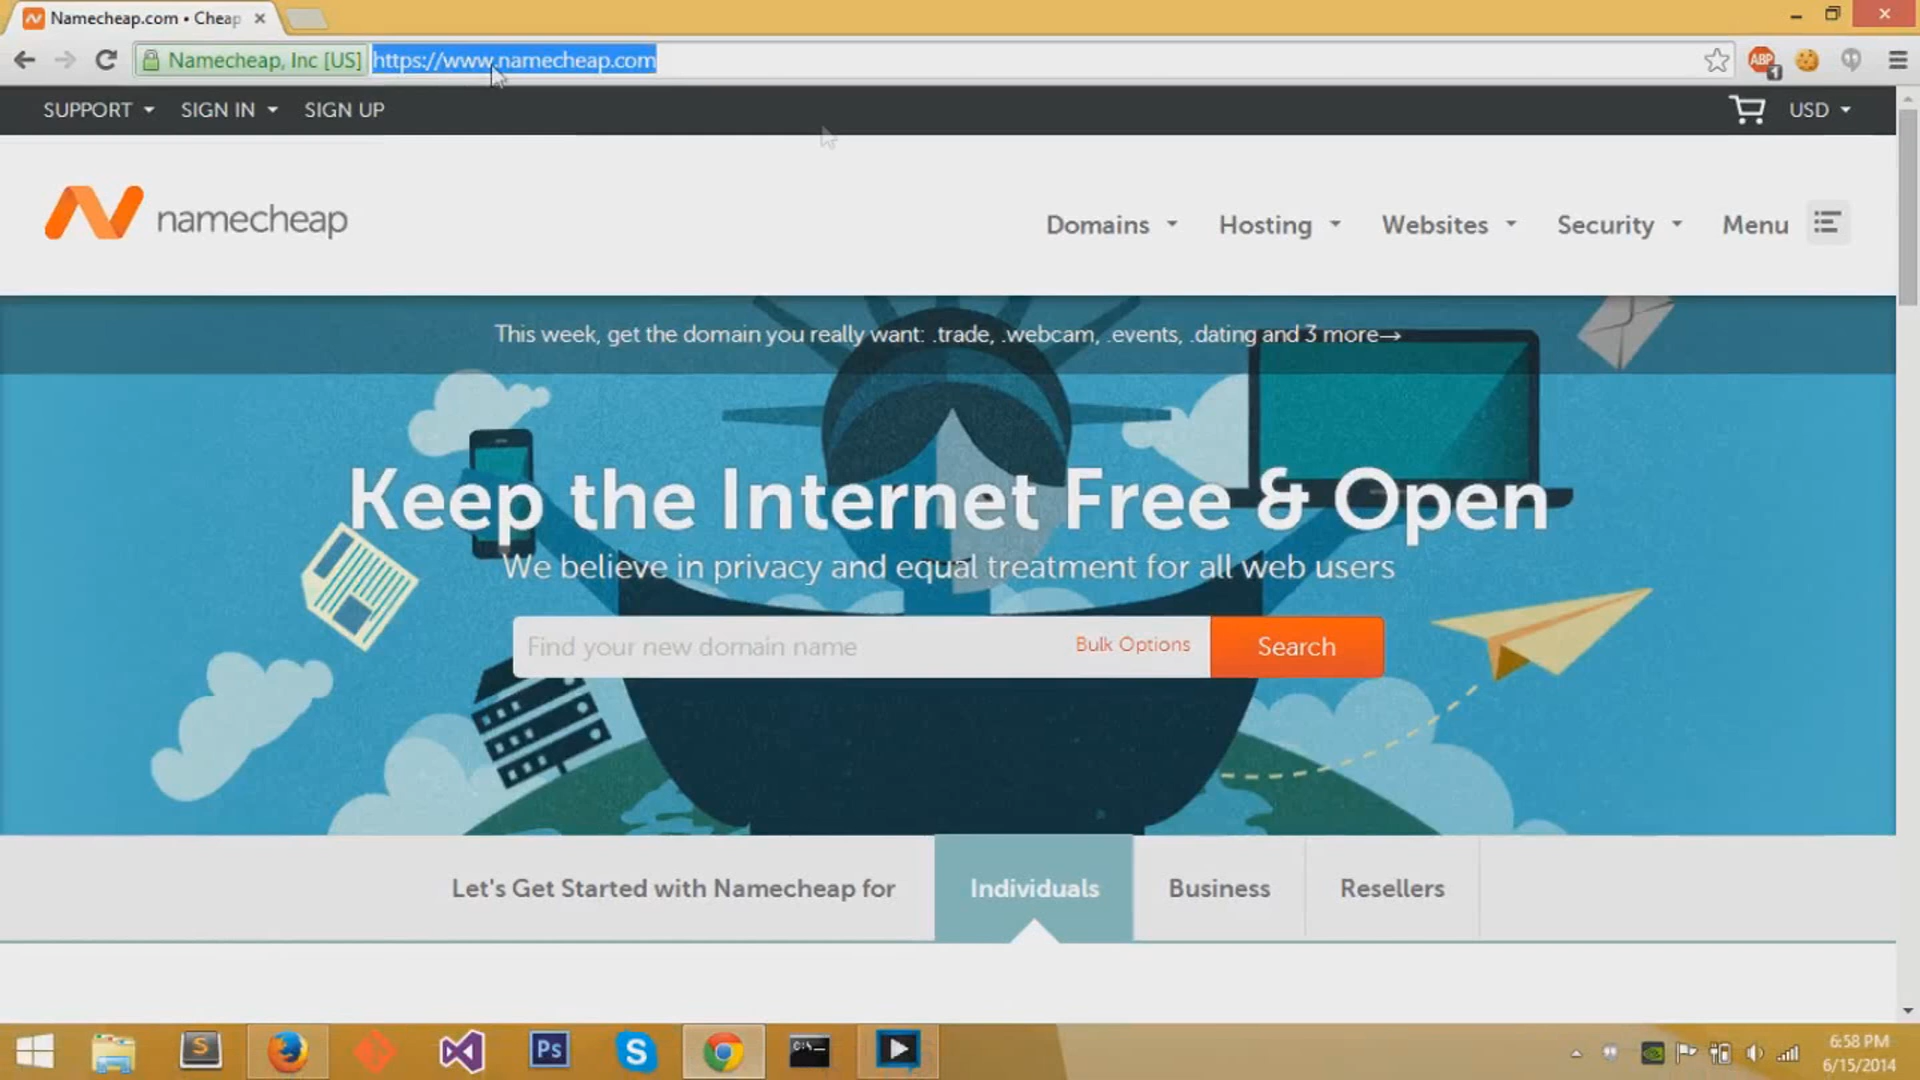 Namecheap.com • Cheap
Namecheap, Inc [US] https://www.namecheap.com
ABP
1
SUPPORT SIGN IN SIGN UP
USD
namecheap
Domains Hosting Websites Security Menu
This week, get the domain you really want: .trade, .webcam, .events, .dating and 3 more→
Keep the Internet Free & Open
We believe in privacy and equal treatment for all web users
Find your new domain name Bulk Options Search
Let's Get Started with Namecheap for Individuals Business Resellers
S
Ps
S
C:\_
6:58 PM
6/15/2014